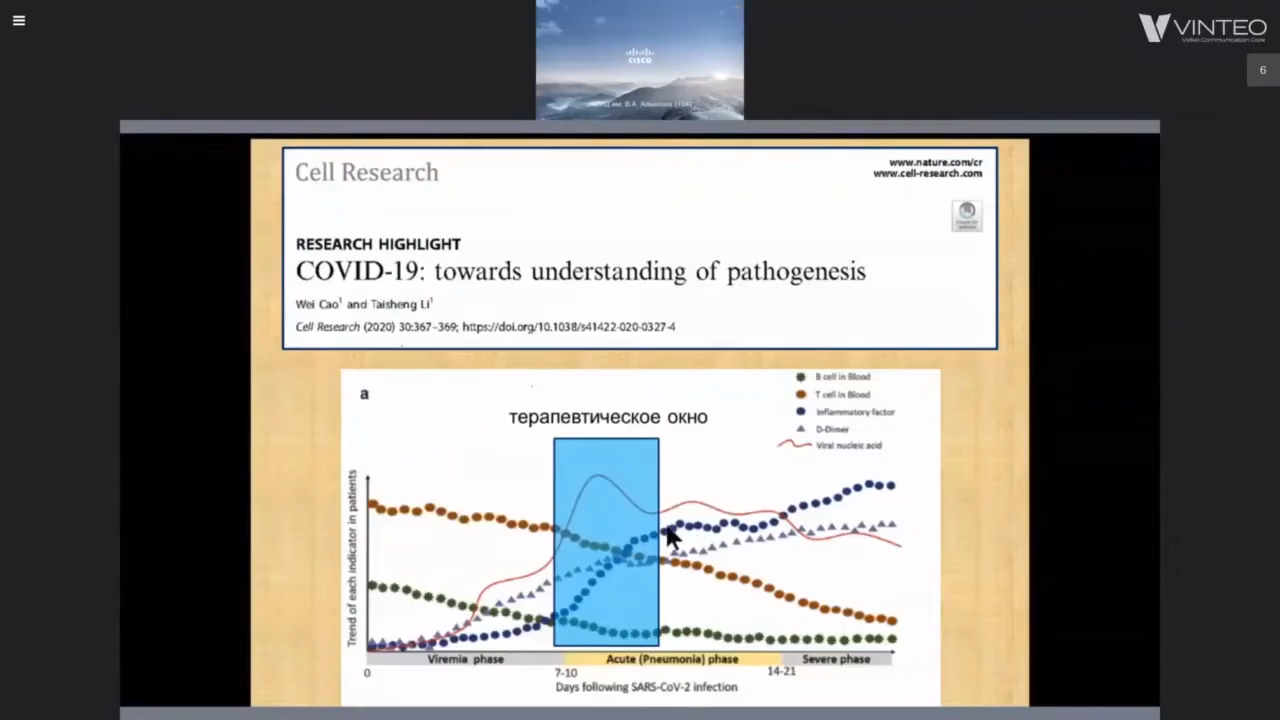 VINTEO
Video Communication Core
6
CISCO
Cell Research
www.nature.com/cr
www.cell-research.com
RESEARCH HIGHLIGHT
COVID-19: towards understanding of pathogenesis
Wei Cao¹ and Taisheng Li¹
Cell Research (2020) 30:367–369; https://doi.org/10.1038/s41422-020-0327-4
a
терапевтическое окно
B cell in Blood
T cell in Blood
Inflammatory factor
D-Dimer
Viral nucleic acid
Trend of each indicator in patients
Viremia phase
Acute (Pneumonia) phase
Severe phase
0
7-10
14-21
Days following SARS-CoV-2 infection